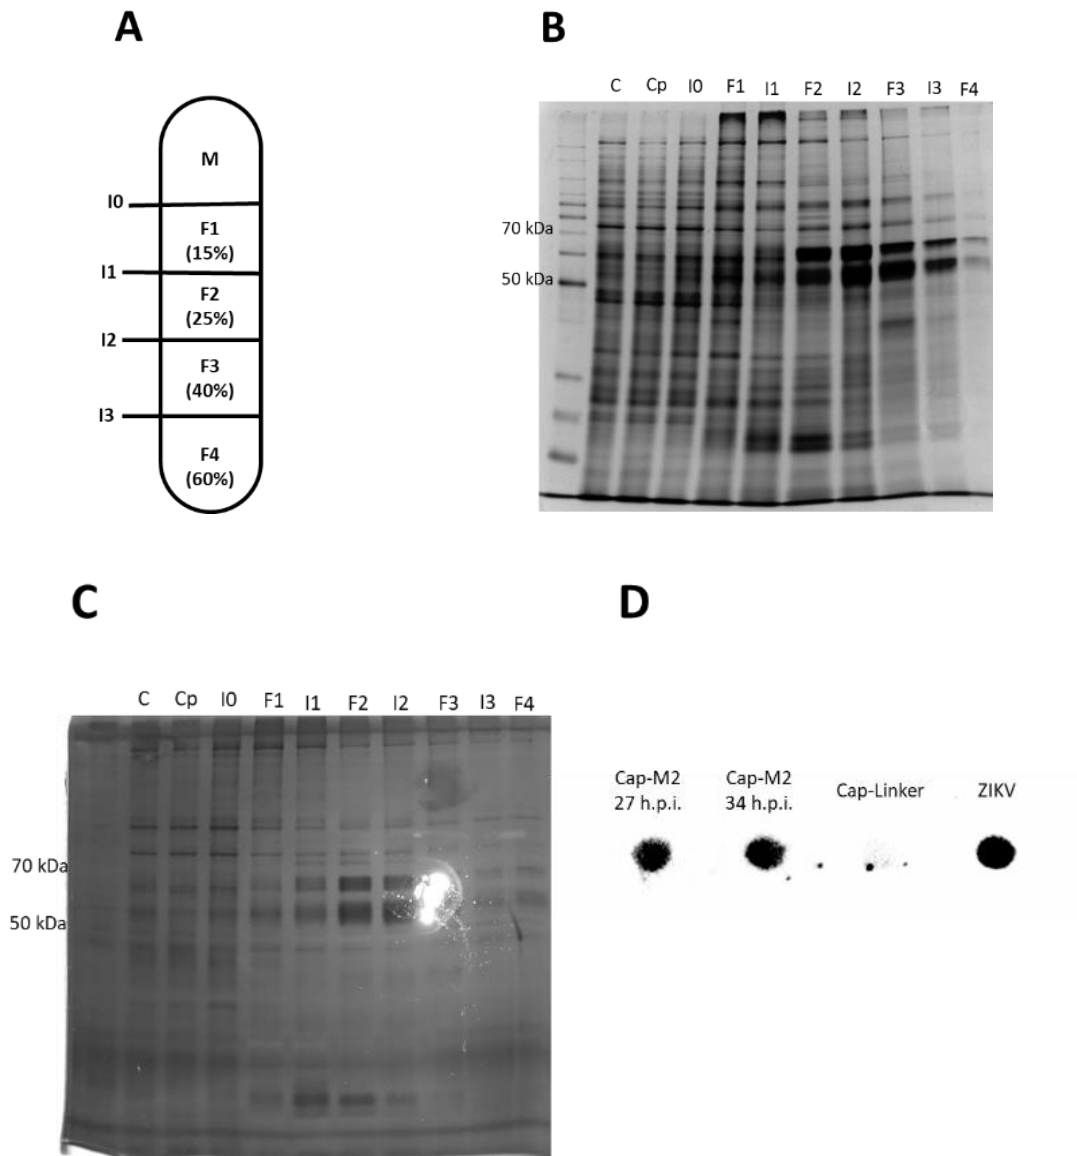 A
M
I0
F1
(15%)
I1
F2
(25%)
I2
F3
(40%)
I3
F4
(60%)
B
C Cp I0 F1 I1 F2 I2 F3 I3 F4
70 kDa
50 kDa
C
C Cp I0 F1 I1 F2 I2 F3 I3 F4
70 kDa
50 kDa
D
Cap-M2
27 h.p.i.
Cap-M2
34 h.p.i.
Cap-Linker
ZIKV